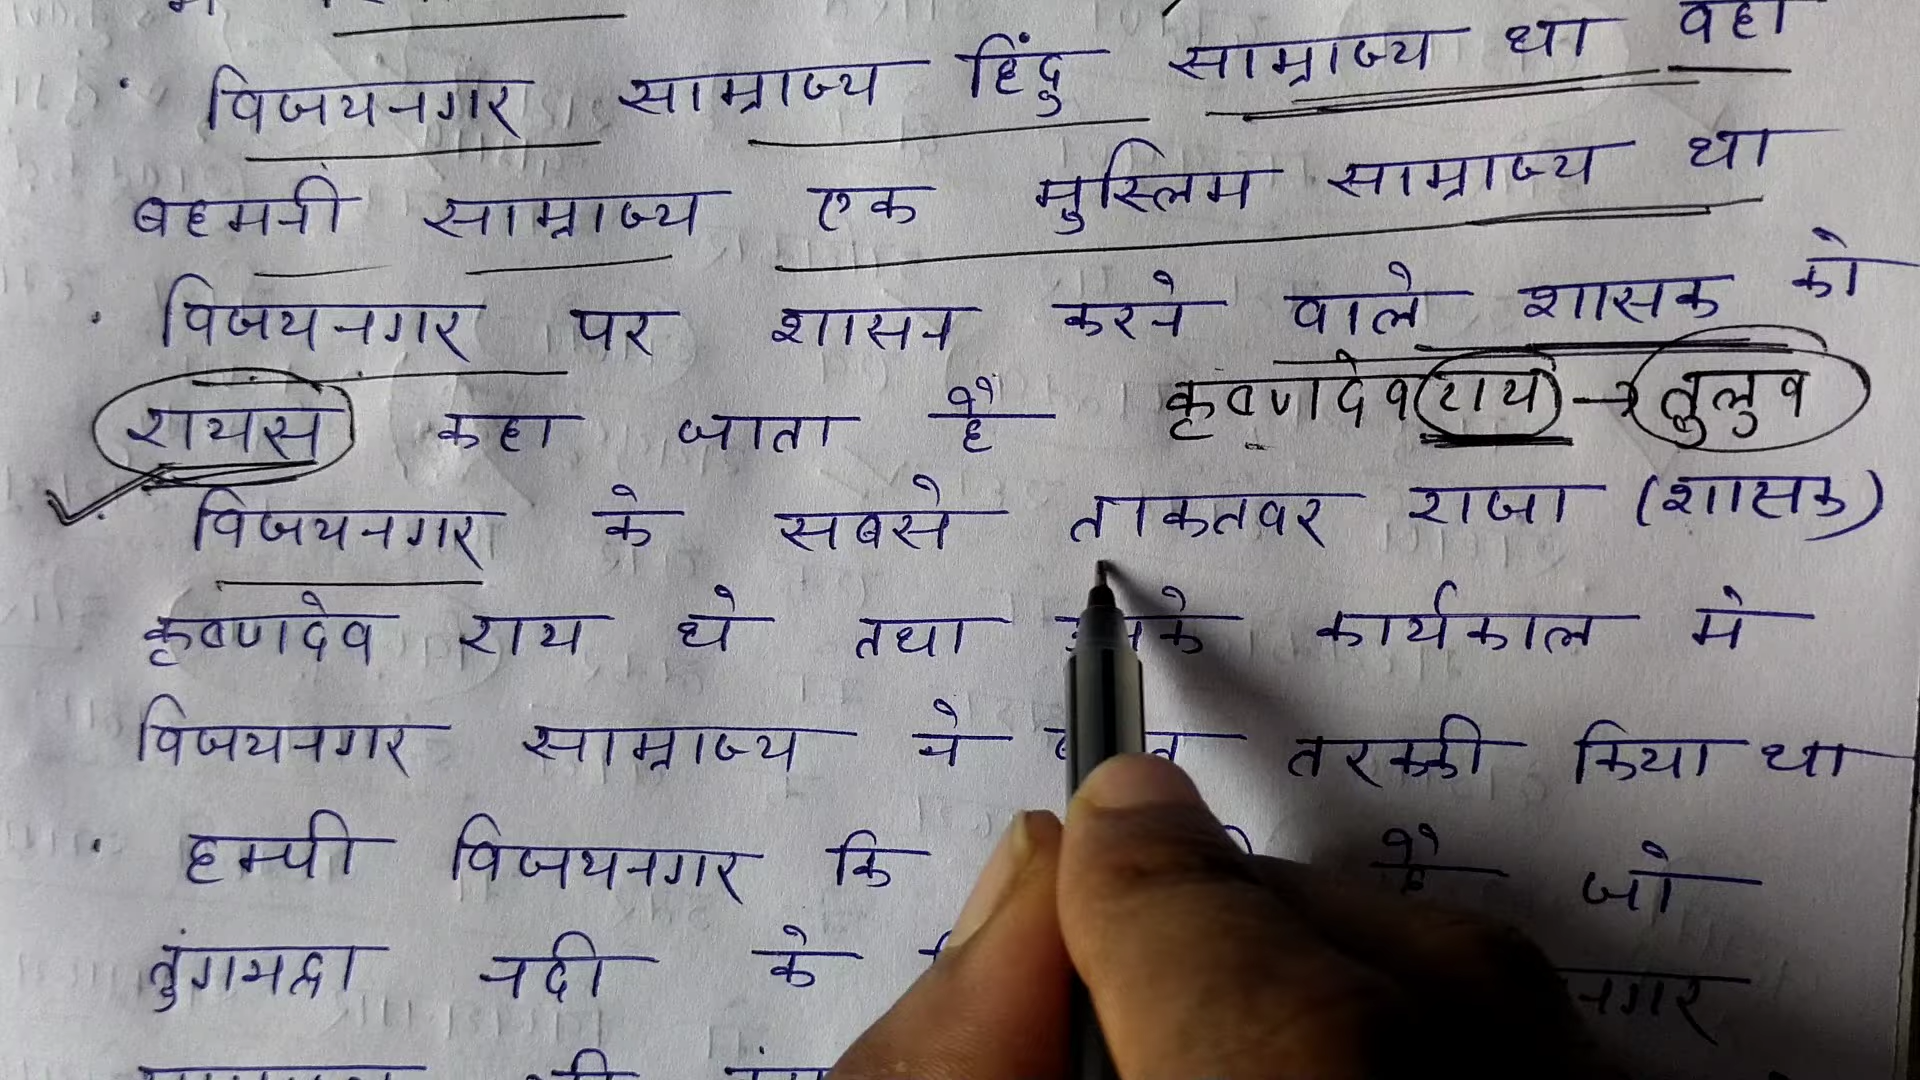 विजयनगर साम्राज्य हिंदु साम्राज्य था वहा
बहमनी साम्राज्य एक मुस्लिम साम्राज्य था
विजयनगर पर शासन करने वाले शासक को
रायस कहा जाता है कृष्णदेवराय → तुलुव
विजयनगर के सबसे ताकतवर राजा (शासक)
कृष्णदेव राय थे तथा कार्यकाल मे
विजयनगर साम्राज्य ने तरक्की किया था
हम्पी विजयनगर कि है जो
तुंगभद्रा नदी के नगर